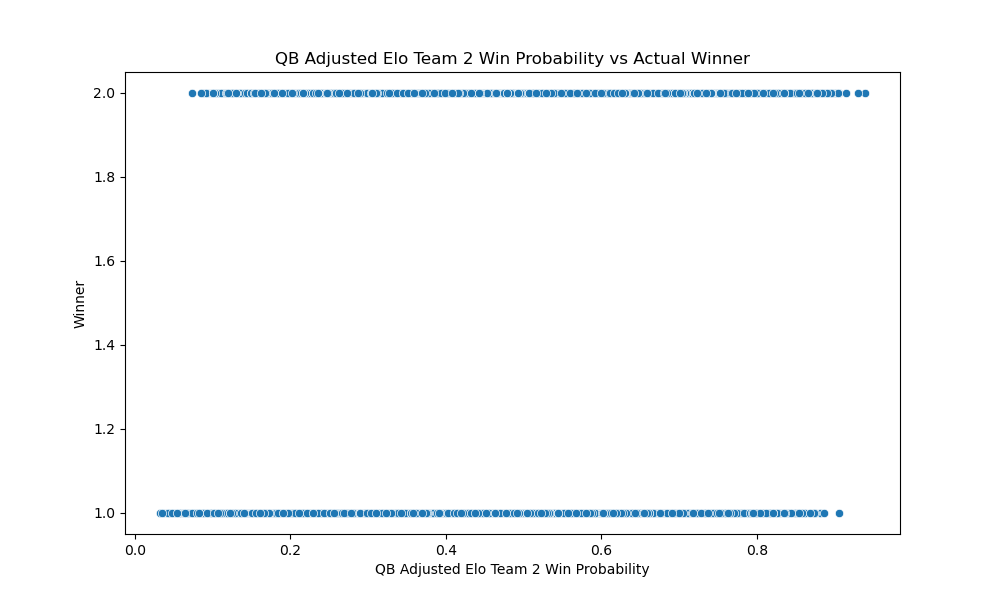 QB Adjusted Elo Team 2 Win Probability vs Actual Winner
2.0
1.8
1.6
1.4
1.2
1.0
Winner
0.0 0.2 0.4 0.6 0.8
QB Adjusted Elo Team 2 Win Probability